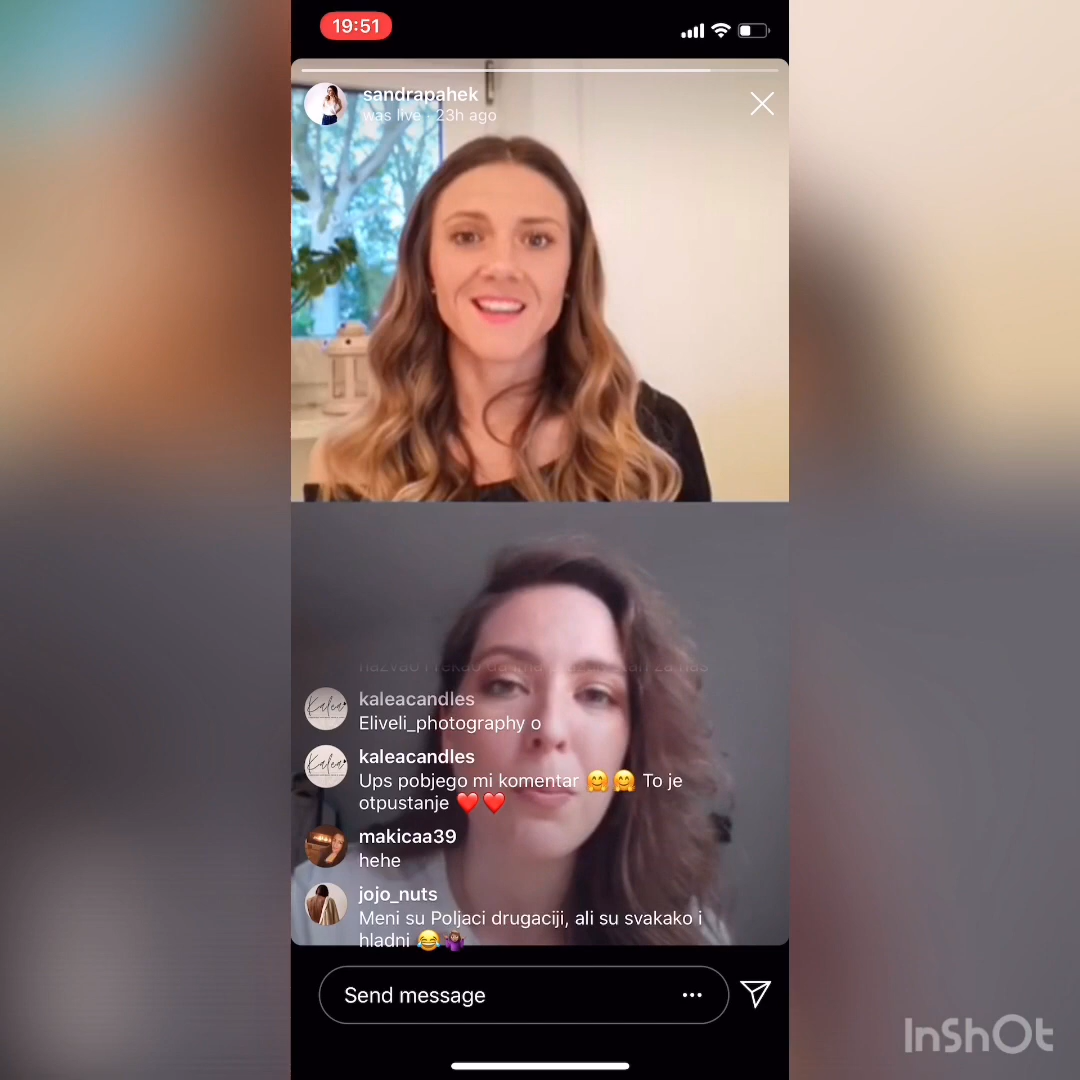 19:51
sandrapahek
was live · 23h ago
kaleacandles
Eliveli_photography o
kaleacandles
Ups pobjego mi komentar 🤗🤗 To je
otpustanje ❤️❤️
makicaa39
hehe
jojo_nuts
Meni su Poljaci drugaciji, ali su svakako i
hladni 😂🤷🏽‍♀️
Send message
InShOt